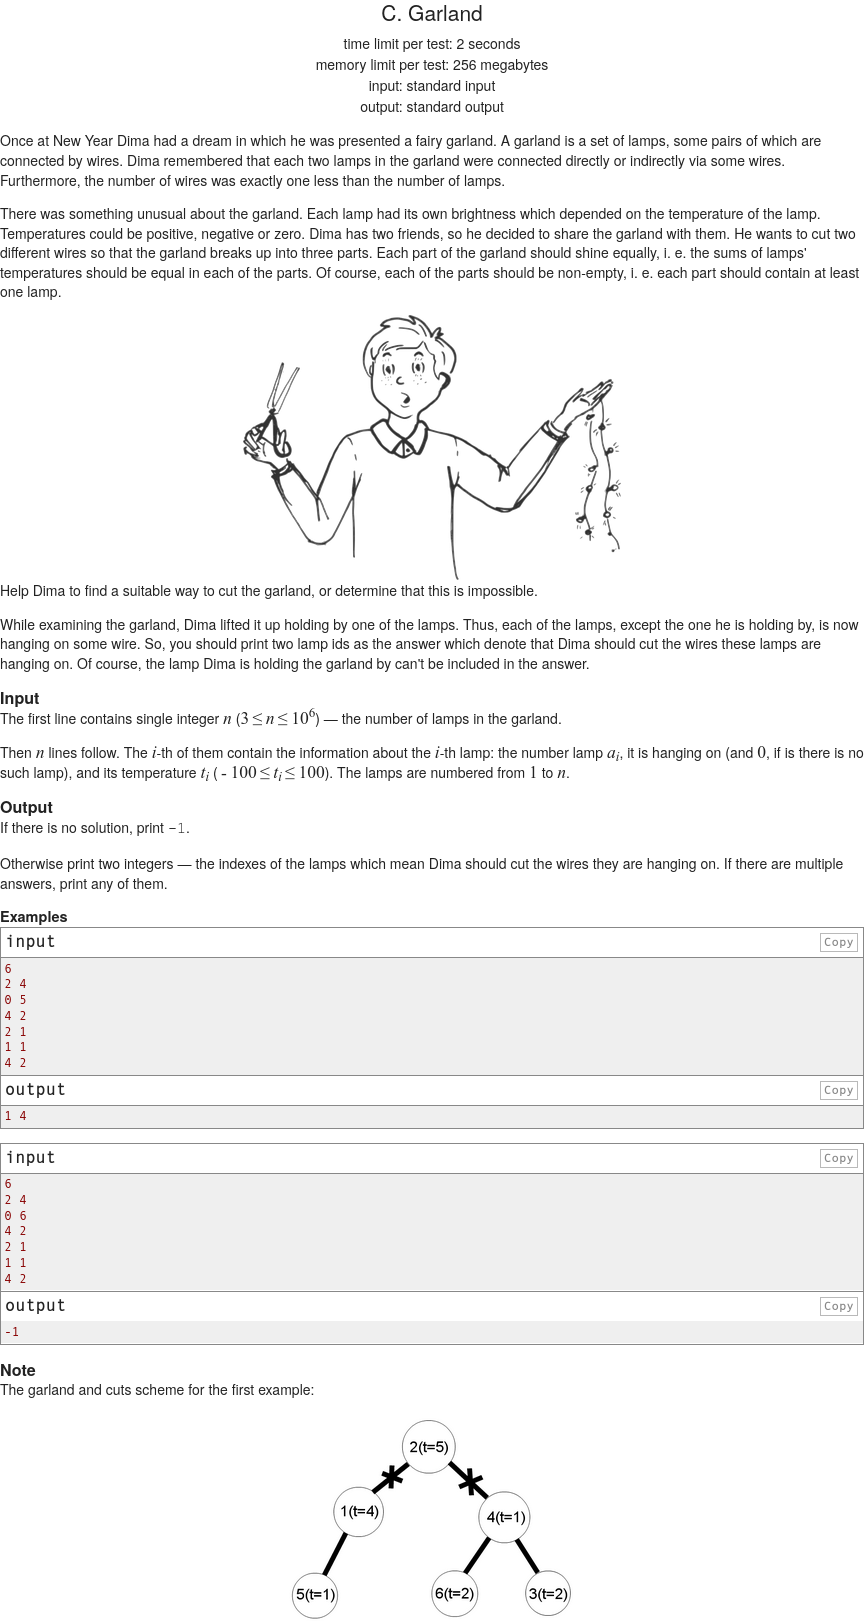 C. Garland
time limit per test: 2 seconds
memory limit per test: 256 megabytes
input: standard input
output: standard output
Once at New Year Dima had a dream in which he was presented a fairy garland. A garland is a set of lamps, some pairs of which are
connected by wires. Dima remembered that each two lamps in the garland were connected directly or indirectly via some wires.
Furthermore, the number of wires was exactly one less than the number of lamps.
There was something unusual about the garland. Each lamp had its own brightness which depended on the temperature of the lamp.
Temperatures could be positive, negative or zero. Dima has two friends, so he decided to share the garland with them. He wants to cut two
different wires so that the garland breaks up into three parts. Each part of the garland should shine equally, i. e. the sums of lamps'
temperatures should be equal in each of the parts. Of course, each of the parts should be non-empty, i. e. each part should contain at least
one lamp.
Help Dima to find a suitable way to cut the garland, or determine that this is impossible.
While examining the garland, Dima lifted it up holding by one of the lamps. Thus, each of the lamps, except the one he is holding by, is now
hanging on some wire. So, you should print two lamp ids as the answer which denote that Dima should cut the wires these lamps are
hanging on. Of course, the lamp Dima is holding the garland by can't be included in the answer.
Input
The first line contains single integer n (3 ≤ n ≤ 10^6) — the number of lamps in the garland.
Then n lines follow. The i-th of them contain the information about the i-th lamp: the number lamp a_i, it is hanging on (and 0, if is there is no
such lamp), and its temperature t_i ( - 100 ≤ t_i ≤ 100). The lamps are numbered from 1 to n.
Output
If there is no solution, print -1.
Otherwise print two integers — the indexes of the lamps which mean Dima should cut the wires they are hanging on. If there are multiple
answers, print any of them.
Examples
input Copy
6
2 4
0 5
4 2
2 1
1 1
4 2
output Copy
1 4
input Copy
6
2 4
0 6
4 2
2 1
1 1
4 2
output Copy
-1
Note
The garland and cuts scheme for the first example:
2(t=5)
1(t=4) 4(t=1)
5(t=1) 6(t=2) 3(t=2)